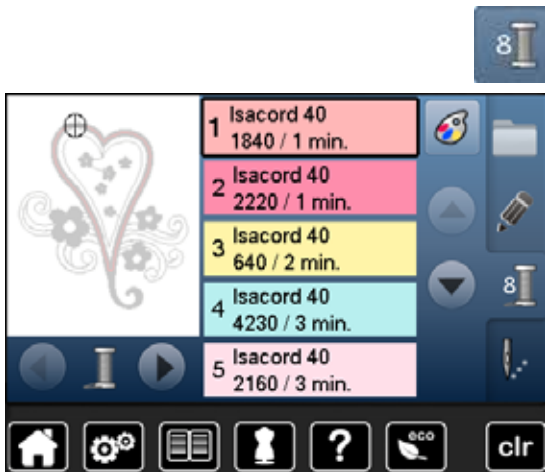 8
1 Isacord 40
1840 / 1 min.
2 Isacord 40
2220 / 1 min.
3 Isacord 40
640 / 2 min.
8
4 Isacord 40
4230 / 3 min.
5 Isacord 40
2160 / 3 min.
? eco clr